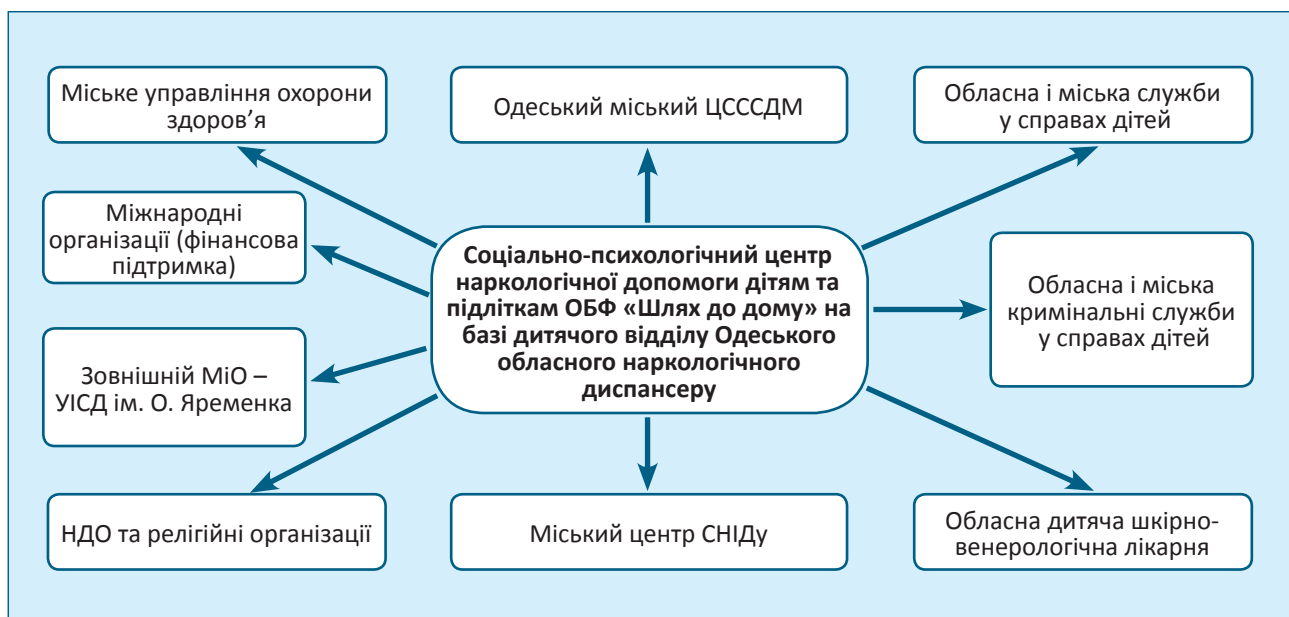 Міське управління охорони
здоров’я
Одеський міський ЦСССДМ
Обласна і міська служби
у справах дітей
Міжнародні
організації (фінансова
підтримка)
Соціально-психологічний центр
наркологічної допомоги дітям та
підліткам ОБФ «Шлях до дому» на
базі дитячого відділу Одеського
обласного наркологічного
диспансеру
Обласна і міська
кримінальні служби
у справах дітей
Зовнішній МіО –
УІСД ім. О. Яременка
НДО та релігійні організації
Міський центр СНІДу
Обласна дитяча шкірно-
венерологічна лікарня